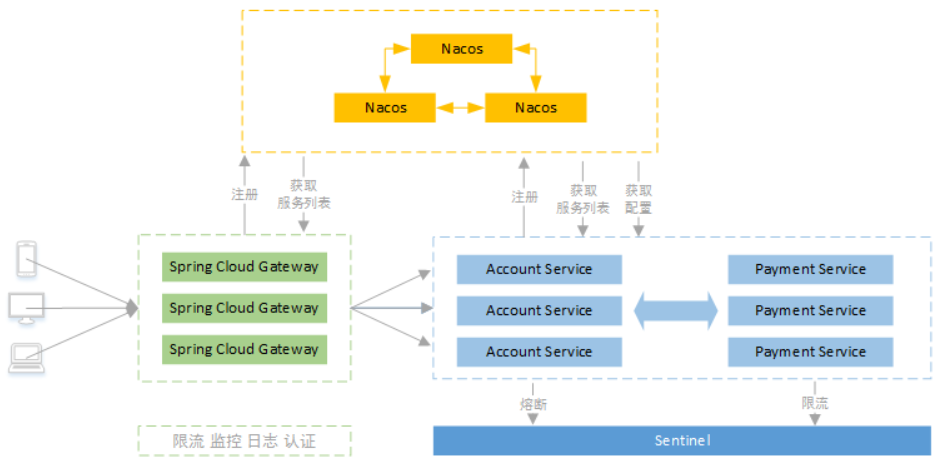 Nacos
Nacos
Nacos
注册
获取
服务列表
注册
获取
服务列表
获取
配置
Spring Cloud Gateway
Spring Cloud Gateway
Spring Cloud Gateway
Account Service
Payment Service
Account Service
Payment Service
Account Service
Payment Service
熔断
限流
限流 监控 日志 认证
Sentinel